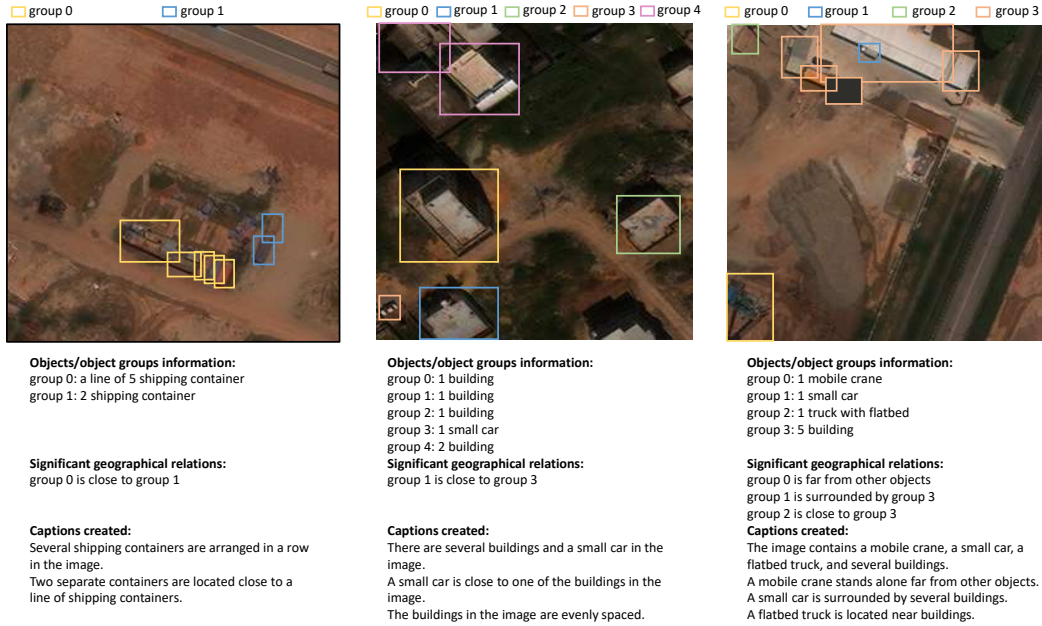 group 0 group 1
group 0 group 1 group 2 group 3 group 4
group 0 group 1 group 2 group 3
Objects/object groups information:
group 0: a line of 5 shipping container
group 1: 2 shipping container
Significant geographical relations:
group 0 is close to group 1
Captions created:
Several shipping containers are arranged in a row
in the image.
Two separate containers are located close to a
line of shipping containers.
Objects/object groups information:
group 0: 1 building
group 1: 1 building
group 2: 1 building
group 3: 1 small car
group 4: 2 building
Significant geographical relations:
group 1 is close to group 3
Captions created:
There are several buildings and a small car in the
image.
A small car is close to one of the buildings in the
image.
The buildings in the image are evenly spaced.
Objects/object groups information:
group 0: 1 mobile crane
group 1: 1 small car
group 2: 1 truck with flatbed
group 3: 5 building
Significant geographical relations:
group 0 is far from other objects
group 1 is surrounded by group 3
group 2 is close to group 3
Captions created:
The image contains a mobile crane, a small car, a
flatbed truck, and several buildings.
A mobile crane stands alone far from other objects.
A small car is surrounded by several buildings.
A flatbed truck is located near buildings.